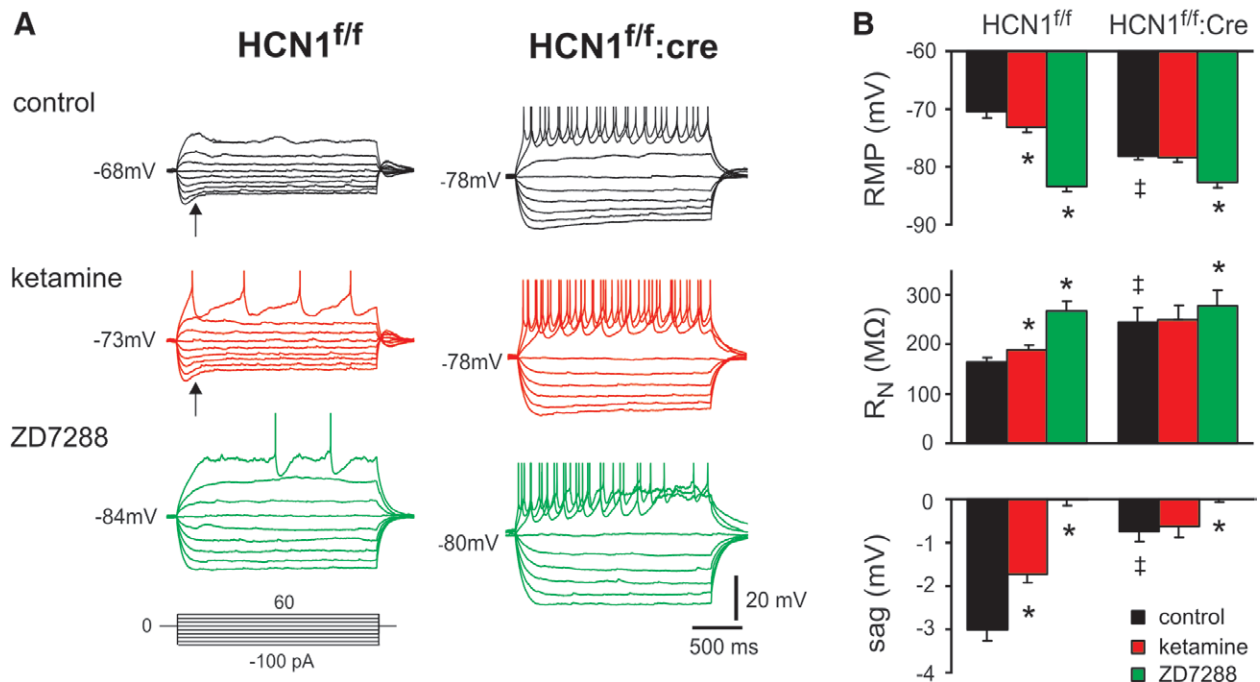 A
HCN1f/f
HCN1f/f:cre
control
-68mV
-78mV
ketamine
-73mV
-78mV
ZD7288
-84mV
-80mV
60
0
-100 pA
20 mV
500 ms
B
HCN1f/f
HCN1f/f:Cre
RMP (mV)
-60
-70
-80
-90
*
*
‡
*
RN (MΩ)
300
200
100
0
*
*
‡
*
sag (mV)
0
-1
-2
-3
-4
*
*
‡
*
control
ketamine
ZD7288